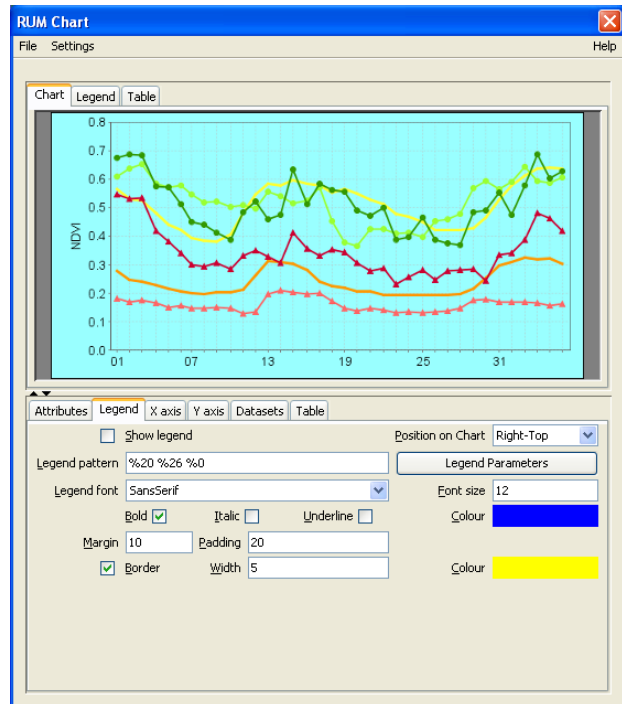 RUM Chart
File Settings Help
Chart Legend Table
0.8
0.7
0.6
0.5
0.4
0.3
0.2
0.1
0.0
NDVI
01 07 13 19 25 31
Attributes Legend X axis Y axis Datasets Table
Show legend Position on Chart Right-Top
Legend pattern %20 %26 %0 Legend Parameters
Legend font SansSerif Font size 12
Bold Italic Underline Colour
Margin 10 Padding 20
Border Width 5 Colour